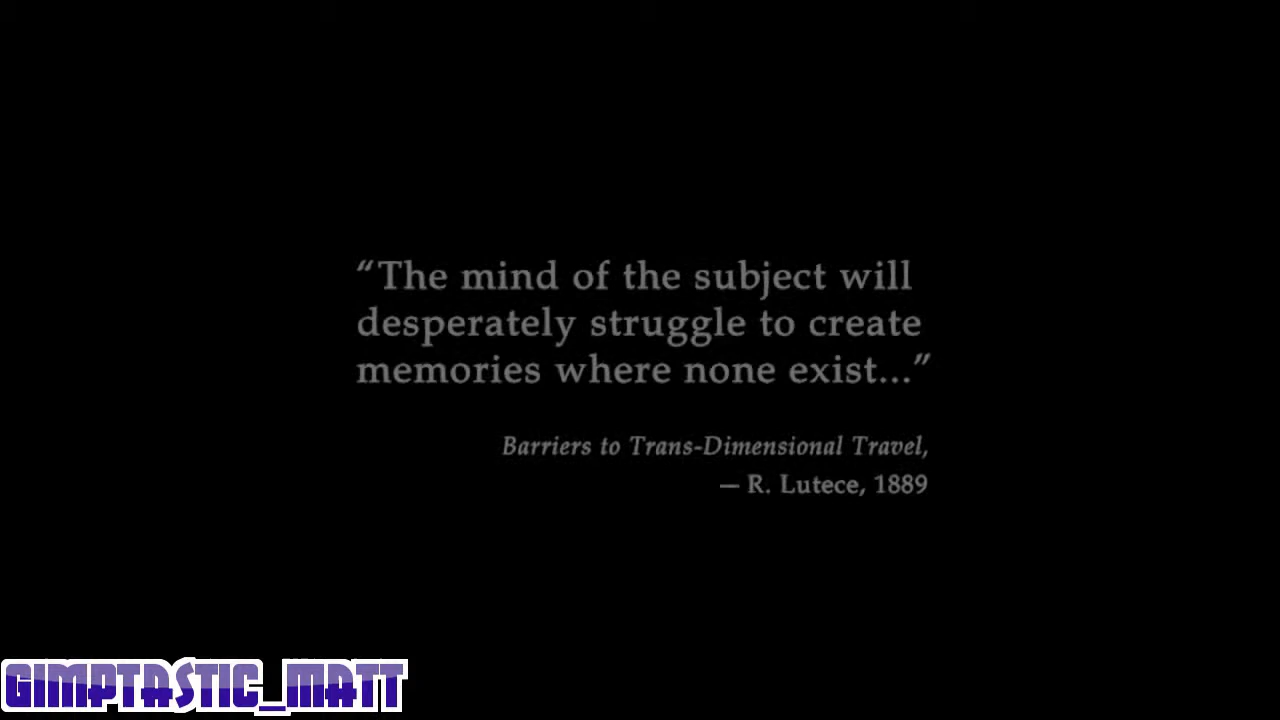 “The mind of the subject will
desperately struggle to create
memories where none exist...”
Barriers to Trans-Dimensional Travel,
— R. Lutece, 1889
GIMPTASTIC_MATT